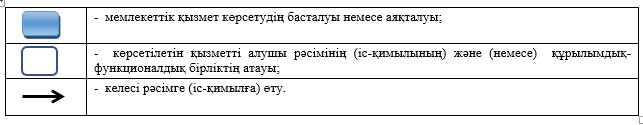 - мемлекеттік қызмет көрсетудің басталуы немесе аяқталуы;
- көрсетілетін қызметті алушы рәсімінің (іс-қимылының) және (немесе) құрылымдық-
функционалдық бірліктің атауы;
- келесі рәсімге (іс-қимылға) өту.